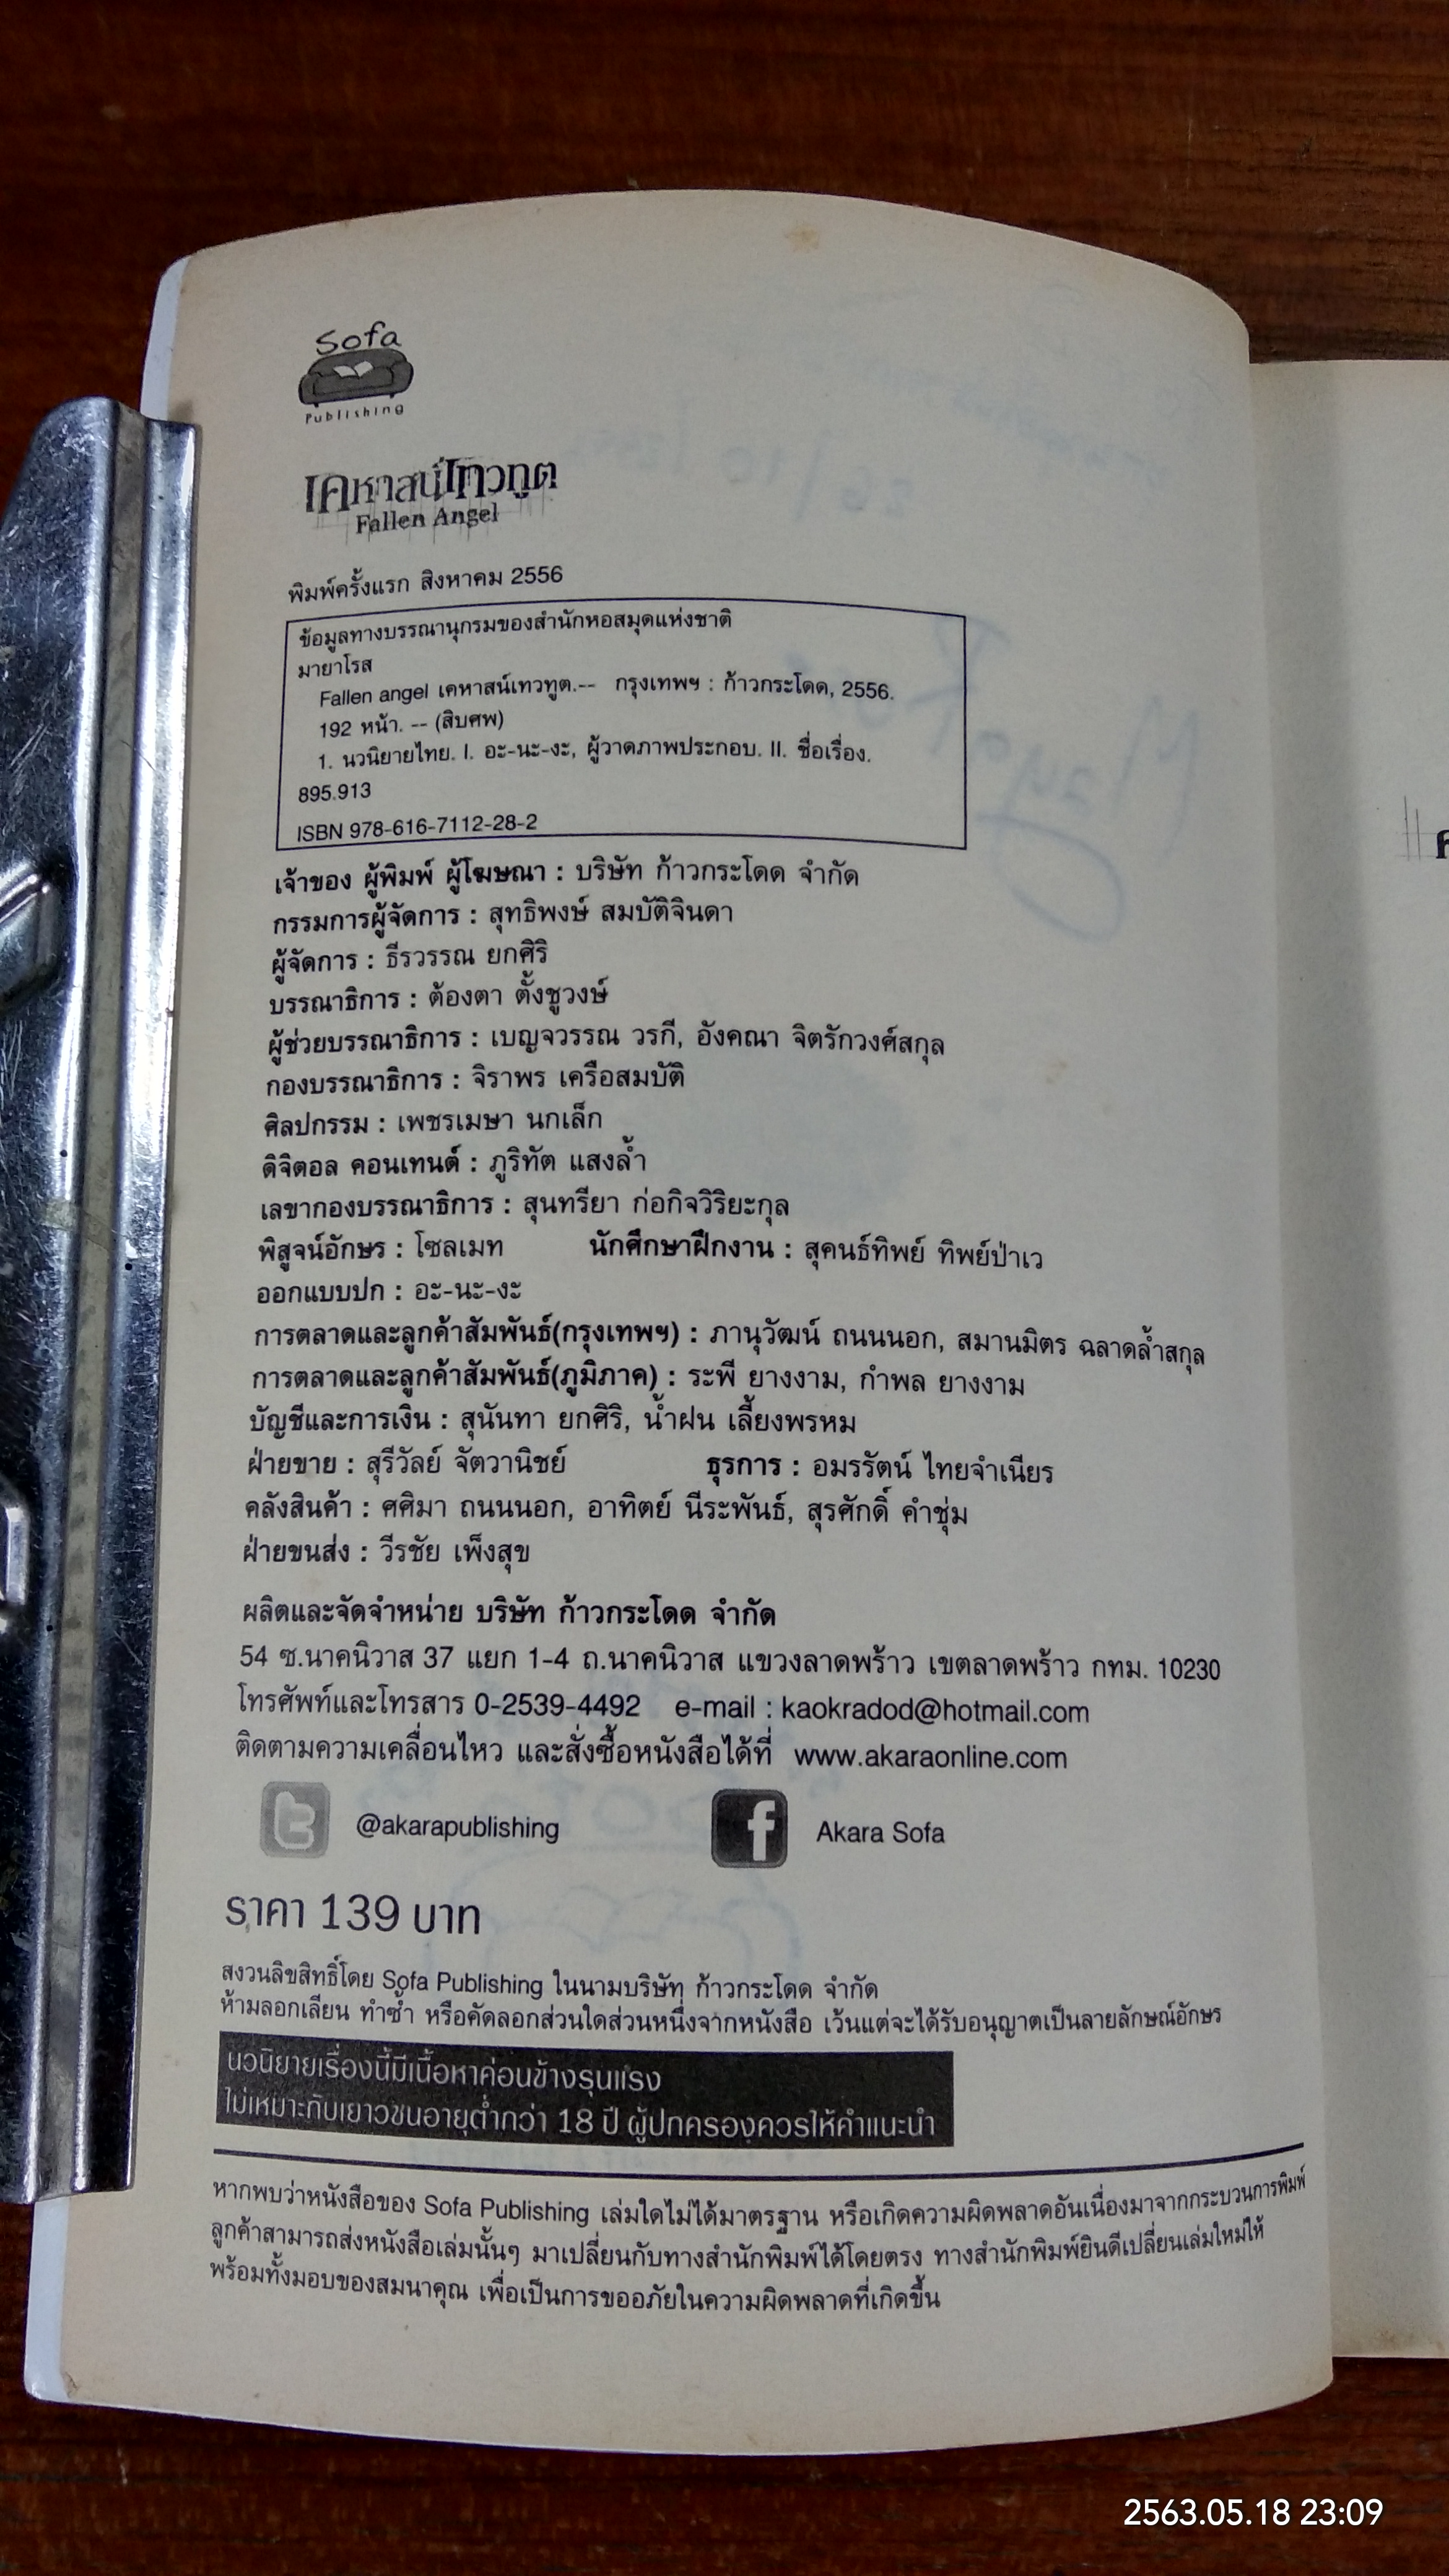 Sofa
Publishing
เคหาสน์เทวทูต
Fallen Angel
พิมพ์ครั้งแรก สิงหาคม 2556
ข้อมูลทางบรรณานุกรมของสำนักหอสมุดแห่งชาติ
มายาโรส
Fallen angel เคหาสน์เทวทูต.-- กรุงเทพฯ : ก้าวกระโดด, 2556.
192 หน้า. -- (สิบศพ)
1. นวนิยายไทย. I. อะ-นะ-งะ, ผู้วาดภาพประกอบ. II. ชื่อเรื่อง.
895.913
ISBN 978-616-7112-28-2
เจ้าของ ผู้พิมพ์ ผู้โฆษณา : บริษัท ก้าวกระโดด จำกัด
กรรมการผู้จัดการ : สุทธิพงษ์ สมบัติจินดา
ผู้จัดการ : ธีรวรรณ ยกศิริ
บรรณาธิการ : ต้องตา ตั้งชูวงษ์
ผู้ช่วยบรรณาธิการ : เบญจวรรณ วรกี, อังคณา จิตรักวงศ์สกุล
กองบรรณาธิการ : จิราพร เครือสมบัติ
ศิลปกรรม : เพชรเมษา นกเล็ก
ดิจิตอล คอนเทนต์ : ภูริทัต แสงล้ำ
เลขากองบรรณาธิการ : สุนทรียา ก่อกิจวิริยะกุล
พิสูจน์อักษร : โซลเมท นักศึกษาฝึกงาน : สุคนธ์ทิพย์ ทิพย์ป่าเว
ออกแบบปก : อะ-นะ-งะ
การตลาดและลูกค้าสัมพันธ์(กรุงเทพฯ) : ภานุวัฒน์ ถนนนอก, สมานมิตร ฉลาดล้ำสกุล
การตลาดและลูกค้าสัมพันธ์(ภูมิภาค) : ระพี ยางงาม, กำพล ยางงาม
บัญชีและการเงิน : สุนันทา ยกศิริ, น้ำฝน เลี้ยงพรหม
ฝ่ายขาย : สุรีวัลย์ จัตวานิชย์ ธุรการ : อมรรัตน์ ไทยจำเนียร
คลังสินค้า : ศศิมา ถนนนอก, อาทิตย์ นีระพันธ์, สุรศักดิ์ คำชุ่ม
ฝ่ายขนส่ง : วีรชัย เพ็งสุข
ผลิตและจัดจำหน่าย บริษัท ก้าวกระโดด จำกัด
54 ซ.นาคนิวาส 37 แยก 1-4 ถ.นาคนิวาส แขวงลาดพร้าว เขตลาดพร้าว กทม. 10230
โทรศัพท์และโทรสาร 0-2539-4492 e-mail : kaokradod@hotmail.com
ติดตามความเคลื่อนไหว และสั่งซื้อหนังสือได้ที่ www.akaraonline.com
@akarapublishing Akara Sofa
ราคา 139 บาท
สงวนลิขสิทธิ์โดย Sofa Publishing ในนามบริษัท ก้าวกระโดด จำกัด
ห้ามลอกเลียน ทำซ้ำ หรือคัดลอกส่วนใดส่วนหนึ่งจากหนังสือ เว้นแต่จะได้รับอนุญาตเป็นลายลักษณ์อักษร
นวนิยายเรื่องนี้มีเนื้อหาค่อนข้างรุนแรง
ไม่เหมาะกับเยาวชนอายุต่ำกว่า 18 ปี ผู้ปกครองควรให้คำแนะนำ
หากพบว่าหนังสือของ Sofa Publishing เล่มใดไม่ได้มาตรฐาน หรือเกิดความผิดพลาดอันเนื่องมาจากกระบวนการพิมพ์
ลูกค้าสามารถส่งหนังสือเล่มนั้นๆ มาเปลี่ยนกับทางสำนักพิมพ์ได้โดยตรง ทางสำนักพิมพ์ยินดีเปลี่ยนเล่มใหม่ให้
พร้อมทั้งมอบของสมนาคุณ เพื่อเป็นการขออภัยในความผิดพลาดที่เกิดขึ้น
2563.05.18 23:09